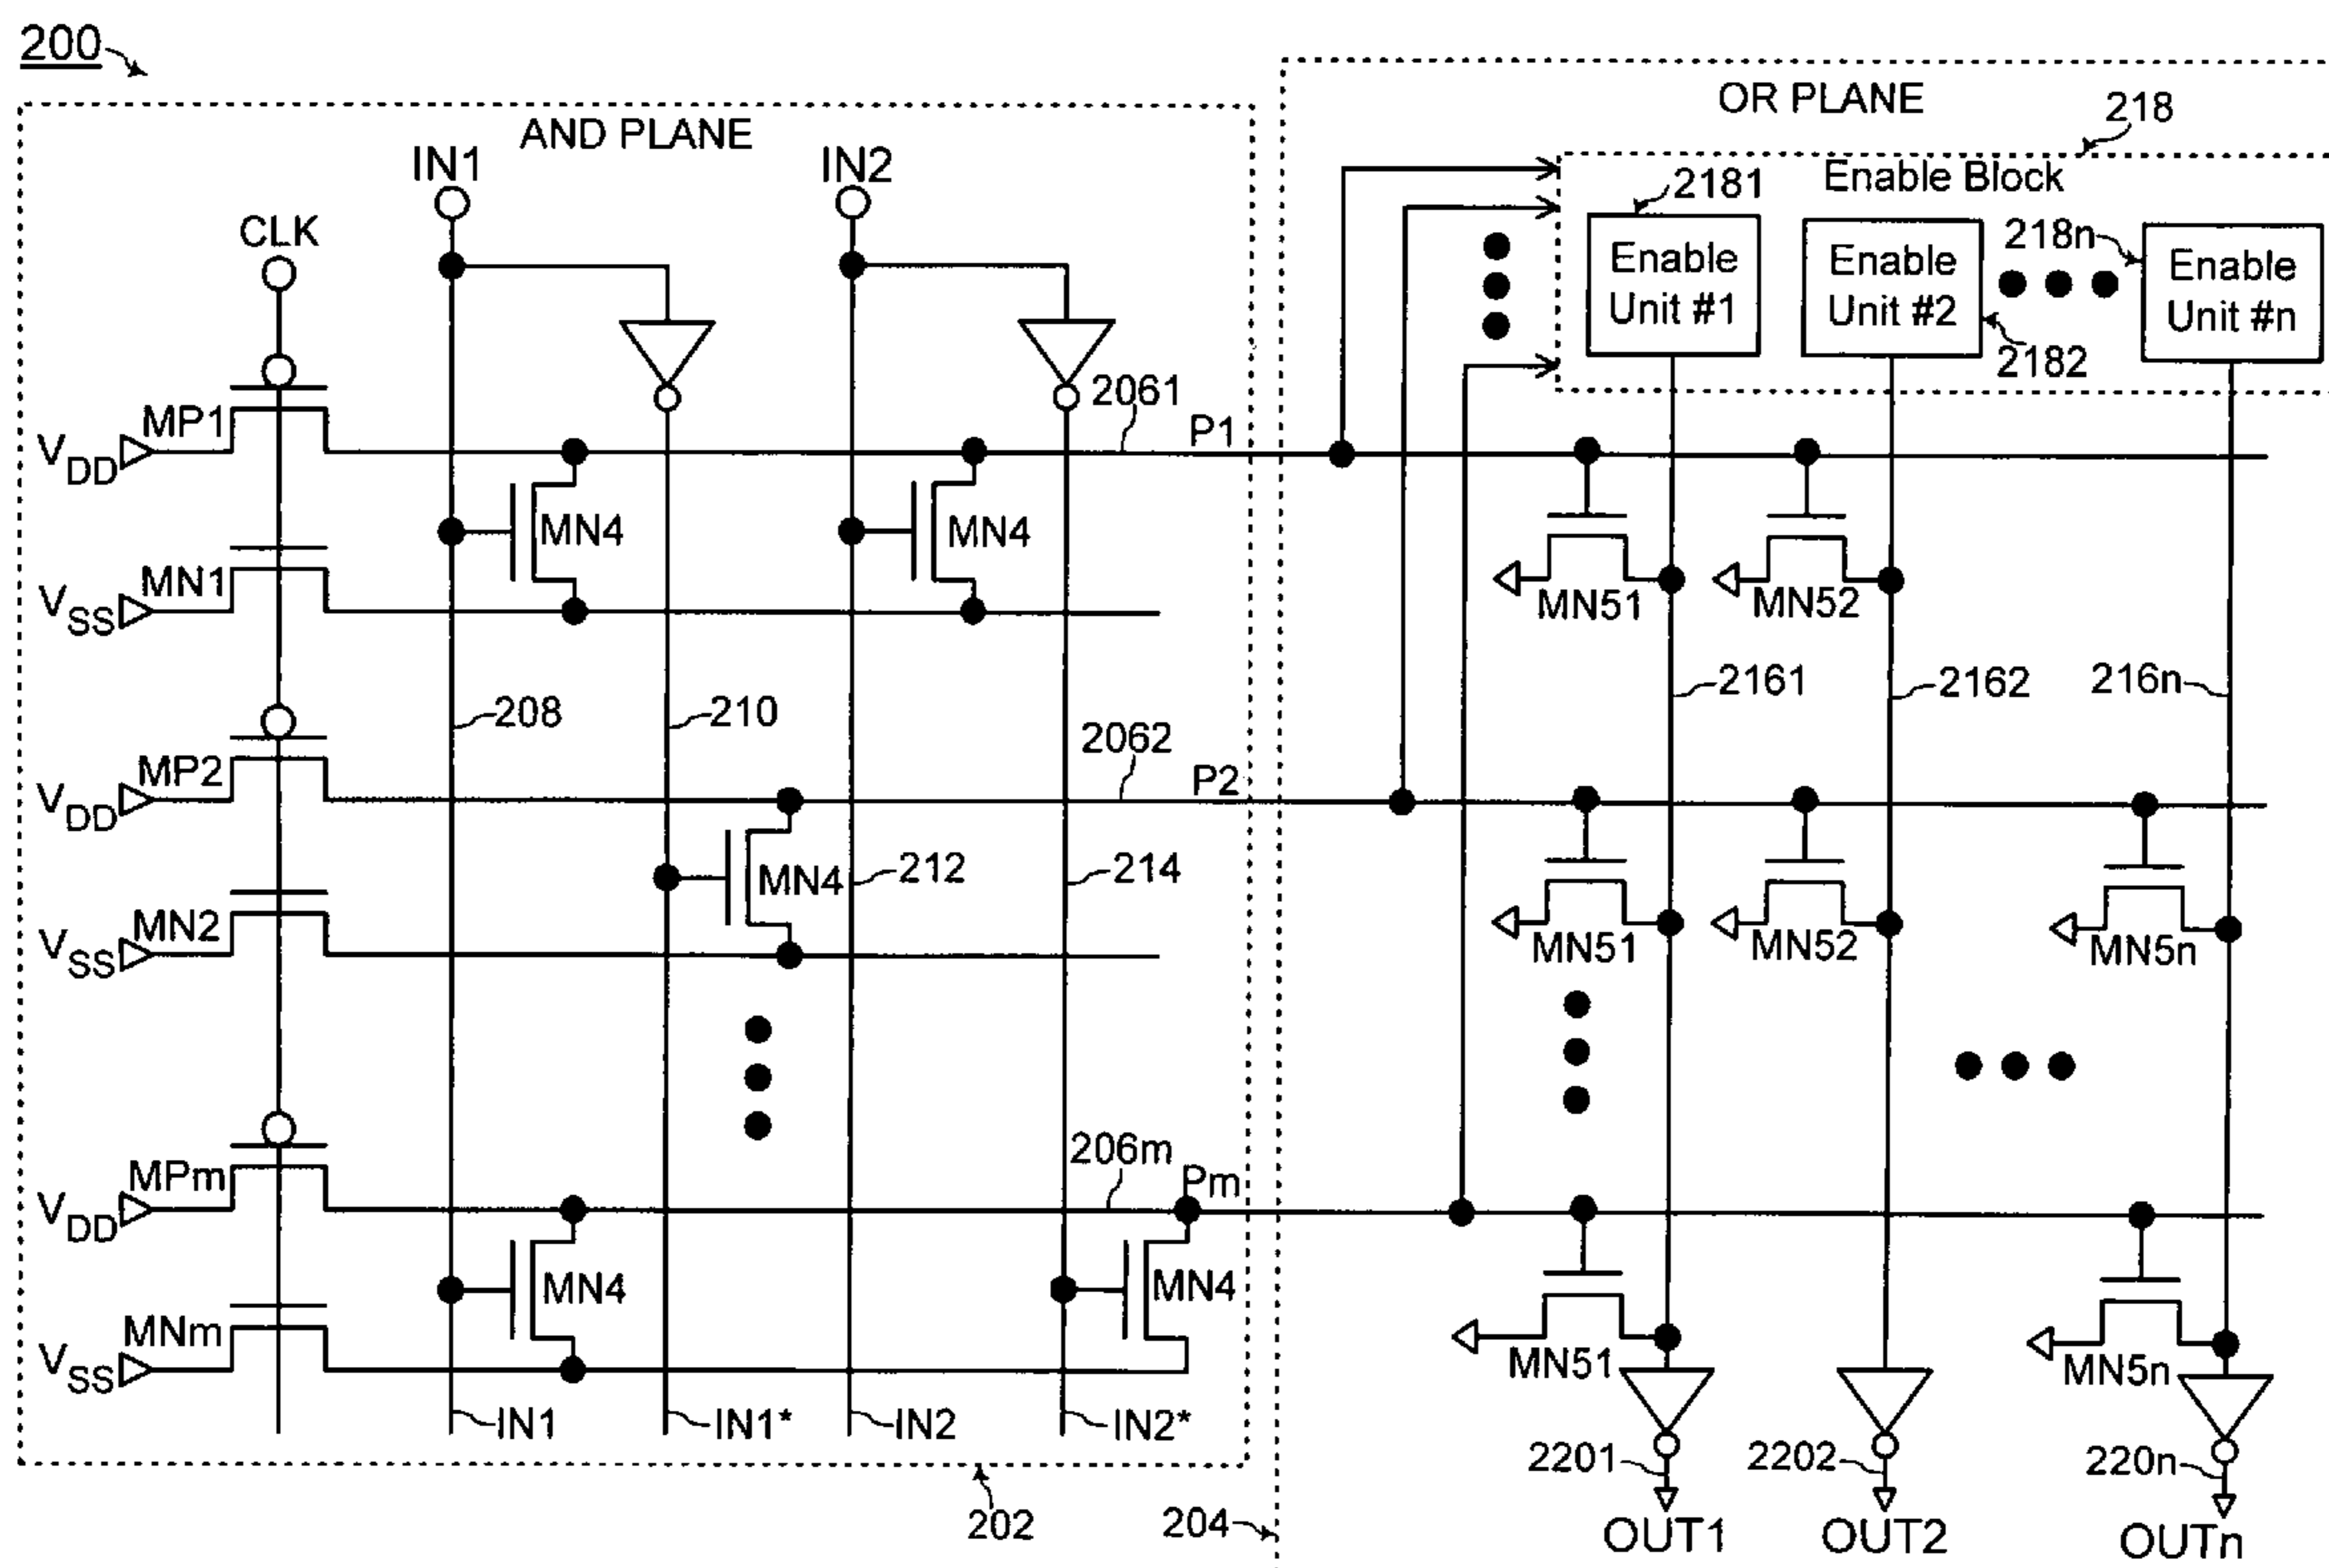 200
AND PLANE
OR PLANE
218
IN1
IN2
CLK
Enable Block
2181
Enable
Unit #1
Enable
Unit #2
218n
Enable
Unit #n
2182
MP1
VDD
2061
P1
MN4
MN4
MN1
VSS
MN51
MN52
208
210
2161
2162
216n
MP2
VDD
2062
P2
MN4
212
214
MN2
VSS
MN51
MN52
MN5n
MPm
VDD
206m
Pm
MN4
MN4
MNm
VSS
MN51
MN5n
IN1
IN1*
IN2
IN2*
2201
2202
220n
202
204
OUT1
OUT2
OUTn